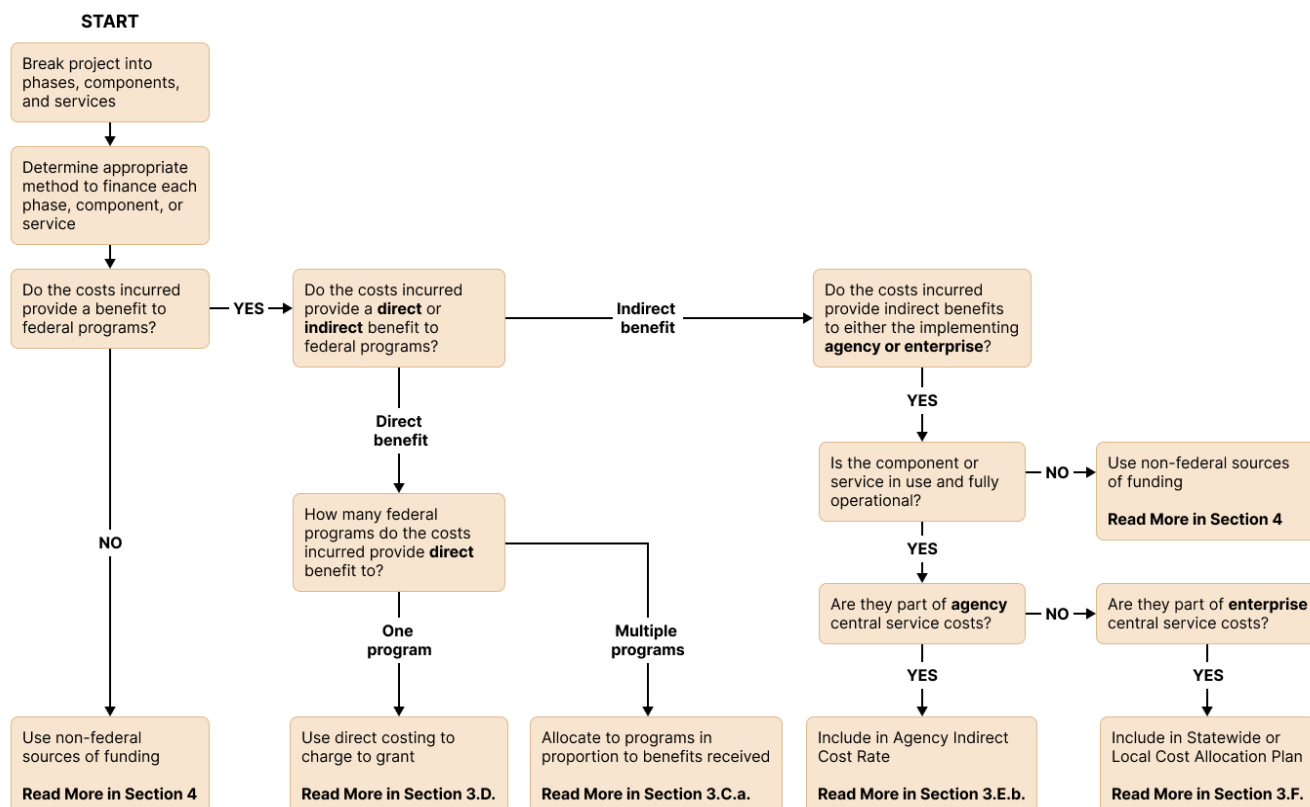 START
Break project into
phases, components,
and services
Determine appropriate
method to finance each
phase, component, or
service
Do the costs incurred
provide a benefit to
federal programs?
YES
Do the costs incurred
provide a direct or
indirect benefit to
federal programs?
Indirect
benefit
Do the costs incurred
provide indirect benefits
to either the implementing
agency or enterprise?
YES
Direct
benefit
Is the component or
service in use and fully
operational?
NO
Use non-federal sources
of funding
Read More in Section 4
How many federal
programs do the costs
incurred provide direct
benefit to?
NO
YES
Are they part of agency
central service costs?
NO
Are they part of enterprise
central service costs?
One
program
Multiple
programs
YES
YES
Use non-federal
sources of funding
Read More in Section 4
Use direct costing to
charge to grant
Read More in Section 3.D.
Allocate to programs in
proportion to benefits received
Read More in Section 3.C.a.
Include in Agency Indirect
Cost Rate
Read More in Section 3.E.b.
Include in Statewide or
Local Cost Allocation Plan
Read More in Section 3.F.